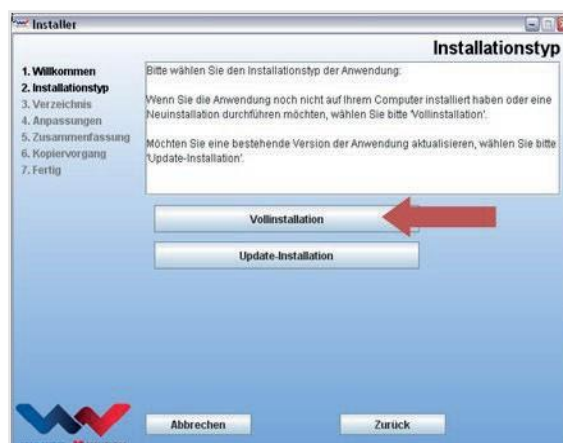 Installer
Installationstyp
1. Willkommen
2. Installationstyp
3. Verzeichnis
4. Anpassungen
5. Zusammenfassung
6. Kopiervorgang
7. Fertig
Bitte wählen Sie den Installationstyp der Anwendung:
Wenn Sie die Anwendung noch nicht auf Ihrem Computer installiert haben oder eine
Neuinstallation durchführen möchten, wählen Sie bitte 'Vollinstallation'.
Möchten Sie eine bestehende Version der Anwendung aktualisieren, wählen Sie bitte
'Update-Installation'.
Vollinstallation
Update-Installation
Abbrechen
Zurück